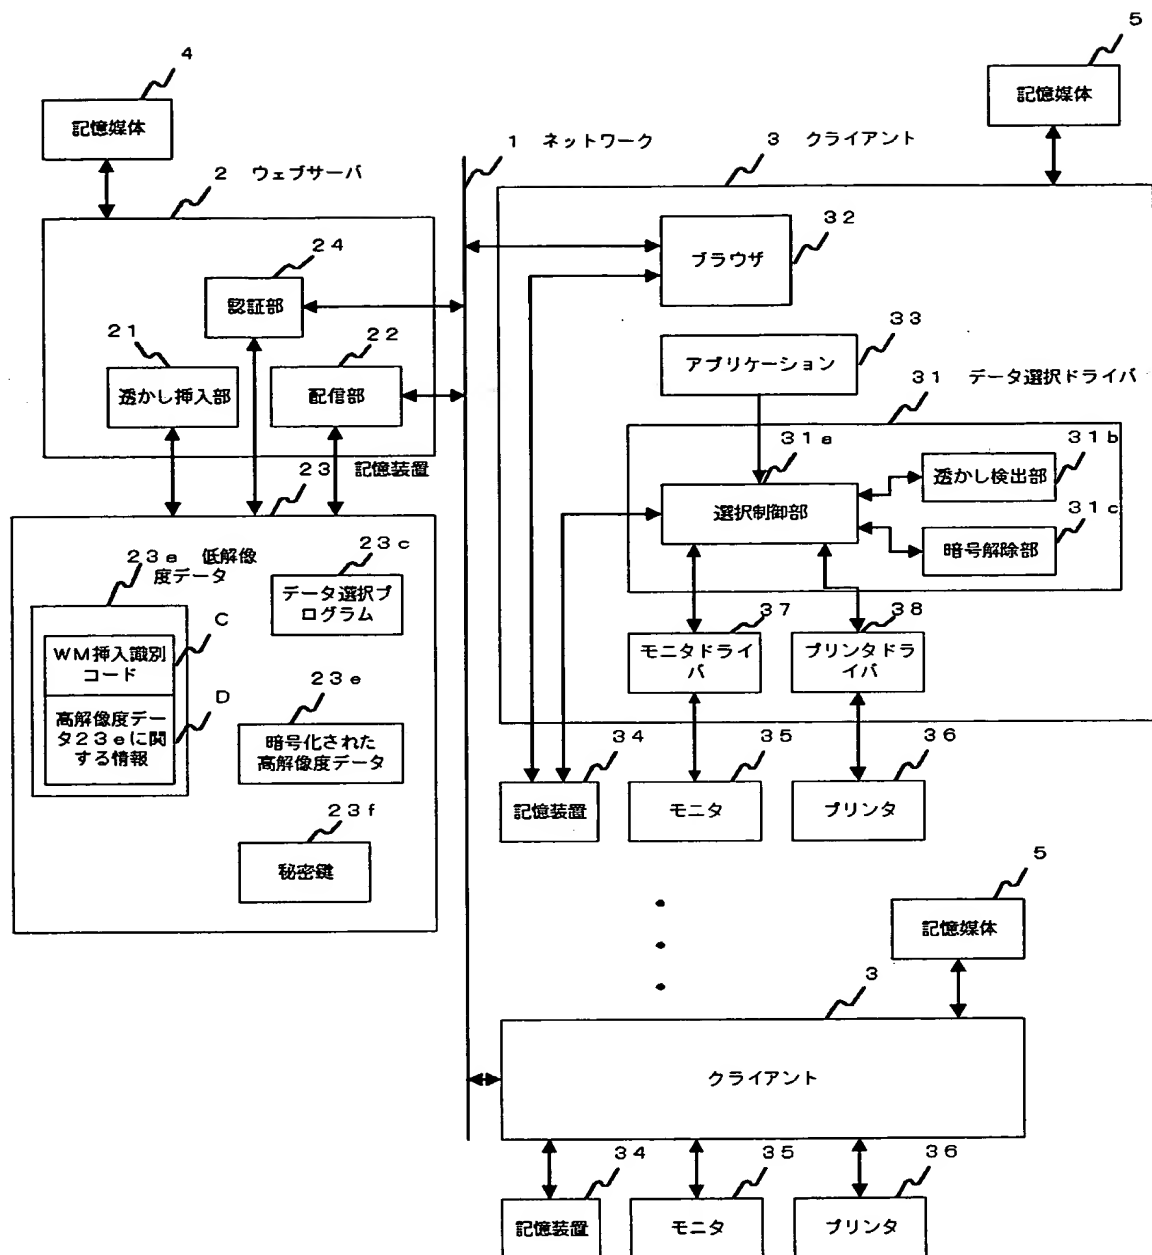 4
記憶媒体
5
記憶媒体
2 ウェブサーバ
1 ネットワーク
3 クライアント
24
認証部
21
透かし挿入部
22
配信部
32
ブラウザ
33
アプリケーション
31 データ選択ドライバ
31a
選択制御部
31b
透かし検出部
31c
暗号解除部
37
モニタドライ
バ
38
プリンタドラ
イバ
34
記憶装置
35
モニタ
36
プリンタ
23 記憶装置
23a 低解像
度データ
C
WM挿入識別
コード
D
高解像度デー
タ23eに関
する情報
23c
データ選択プ
ログラム
23e
暗号化された
高解像度データ
23f
秘密鍵
5
記憶媒体
3
クライアント
34
記憶装置
35
モニタ
36
プリンタ